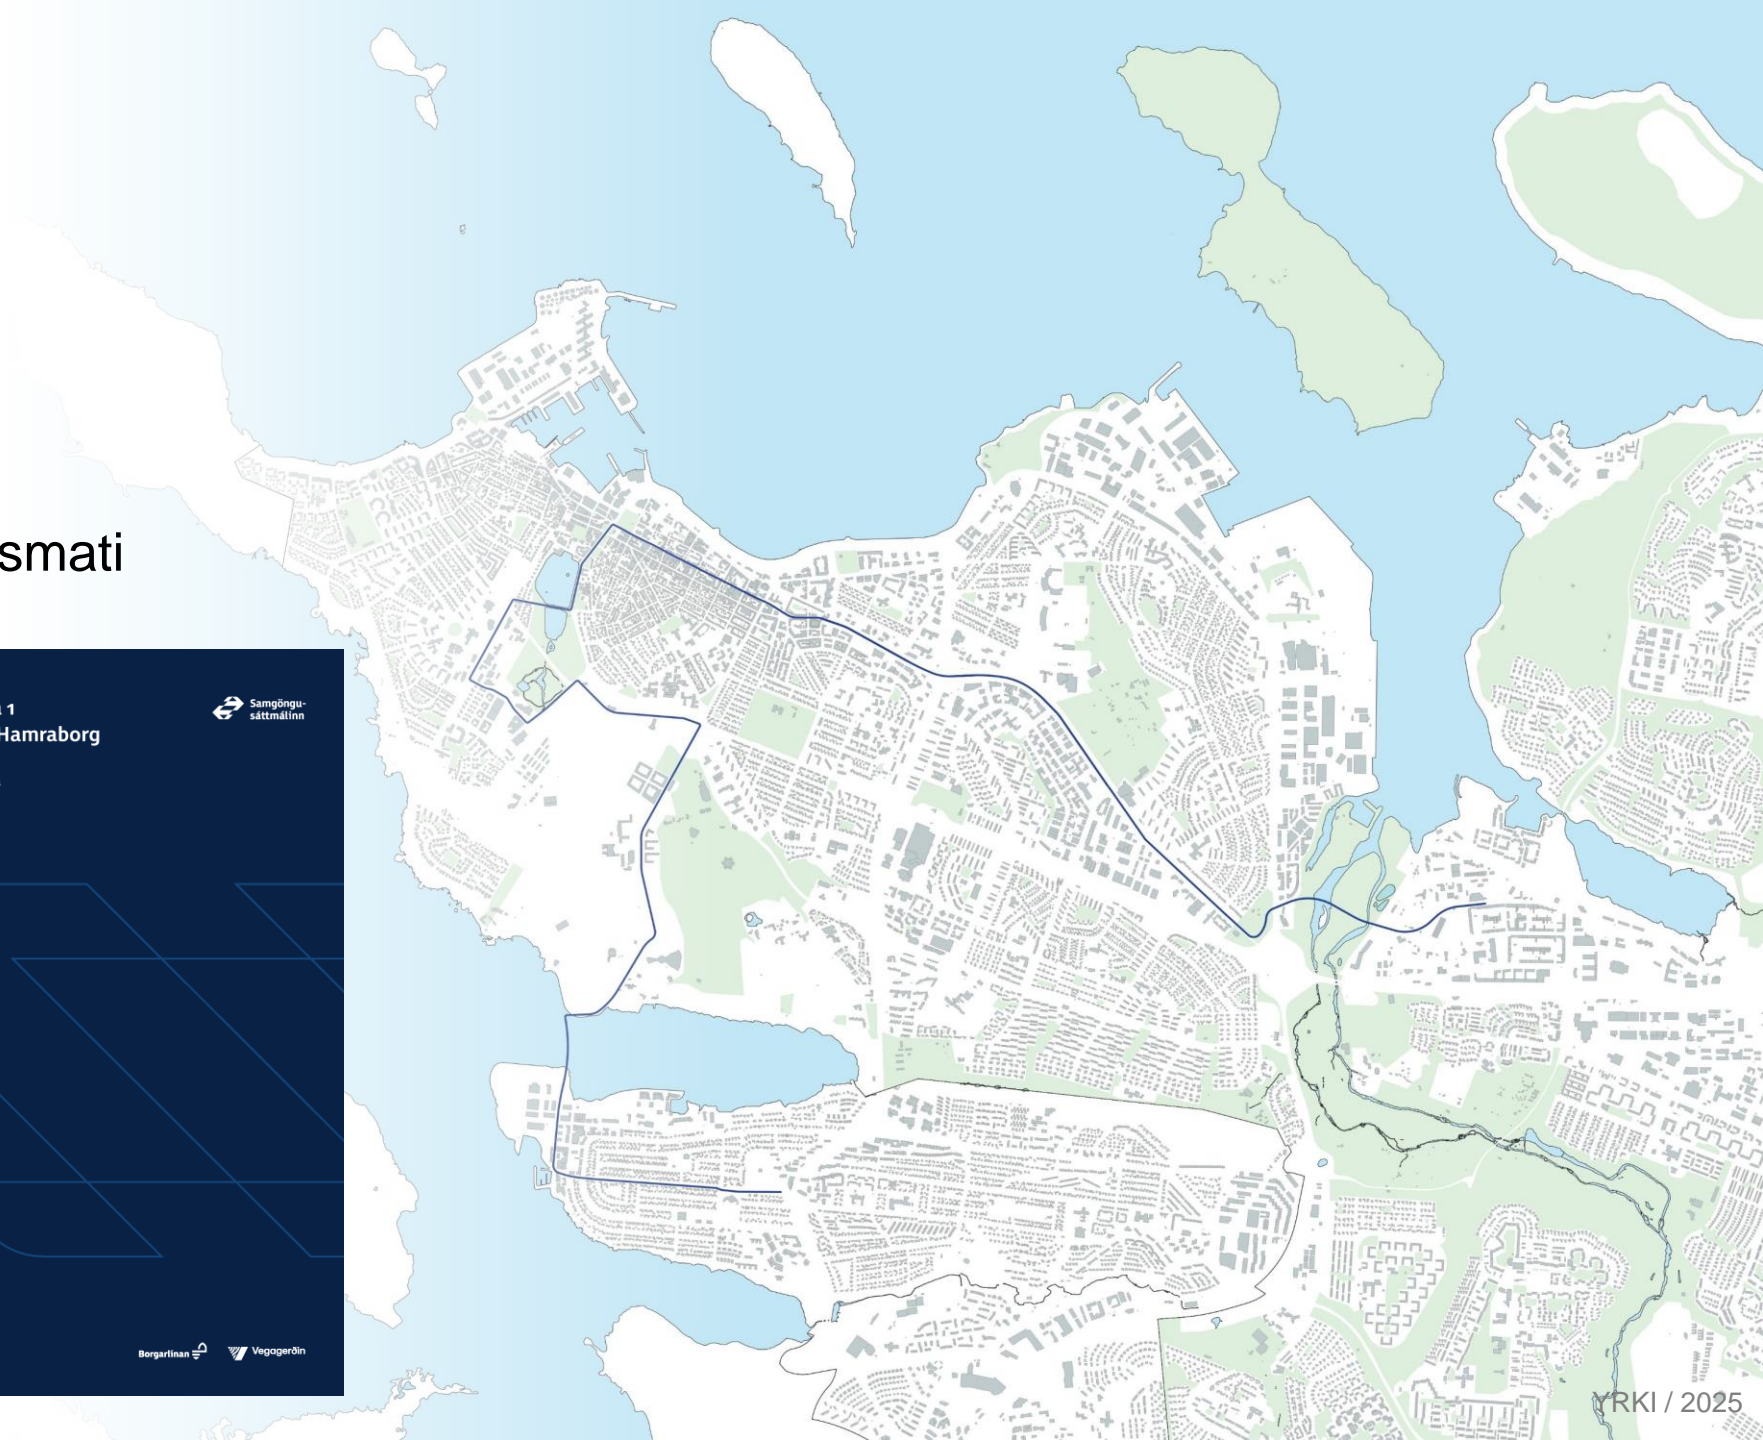 smati
1
Hamraborg
Samgöngu-
sáttmálinn
Borgarlínan
Vegagerðin
YRKI / 2025